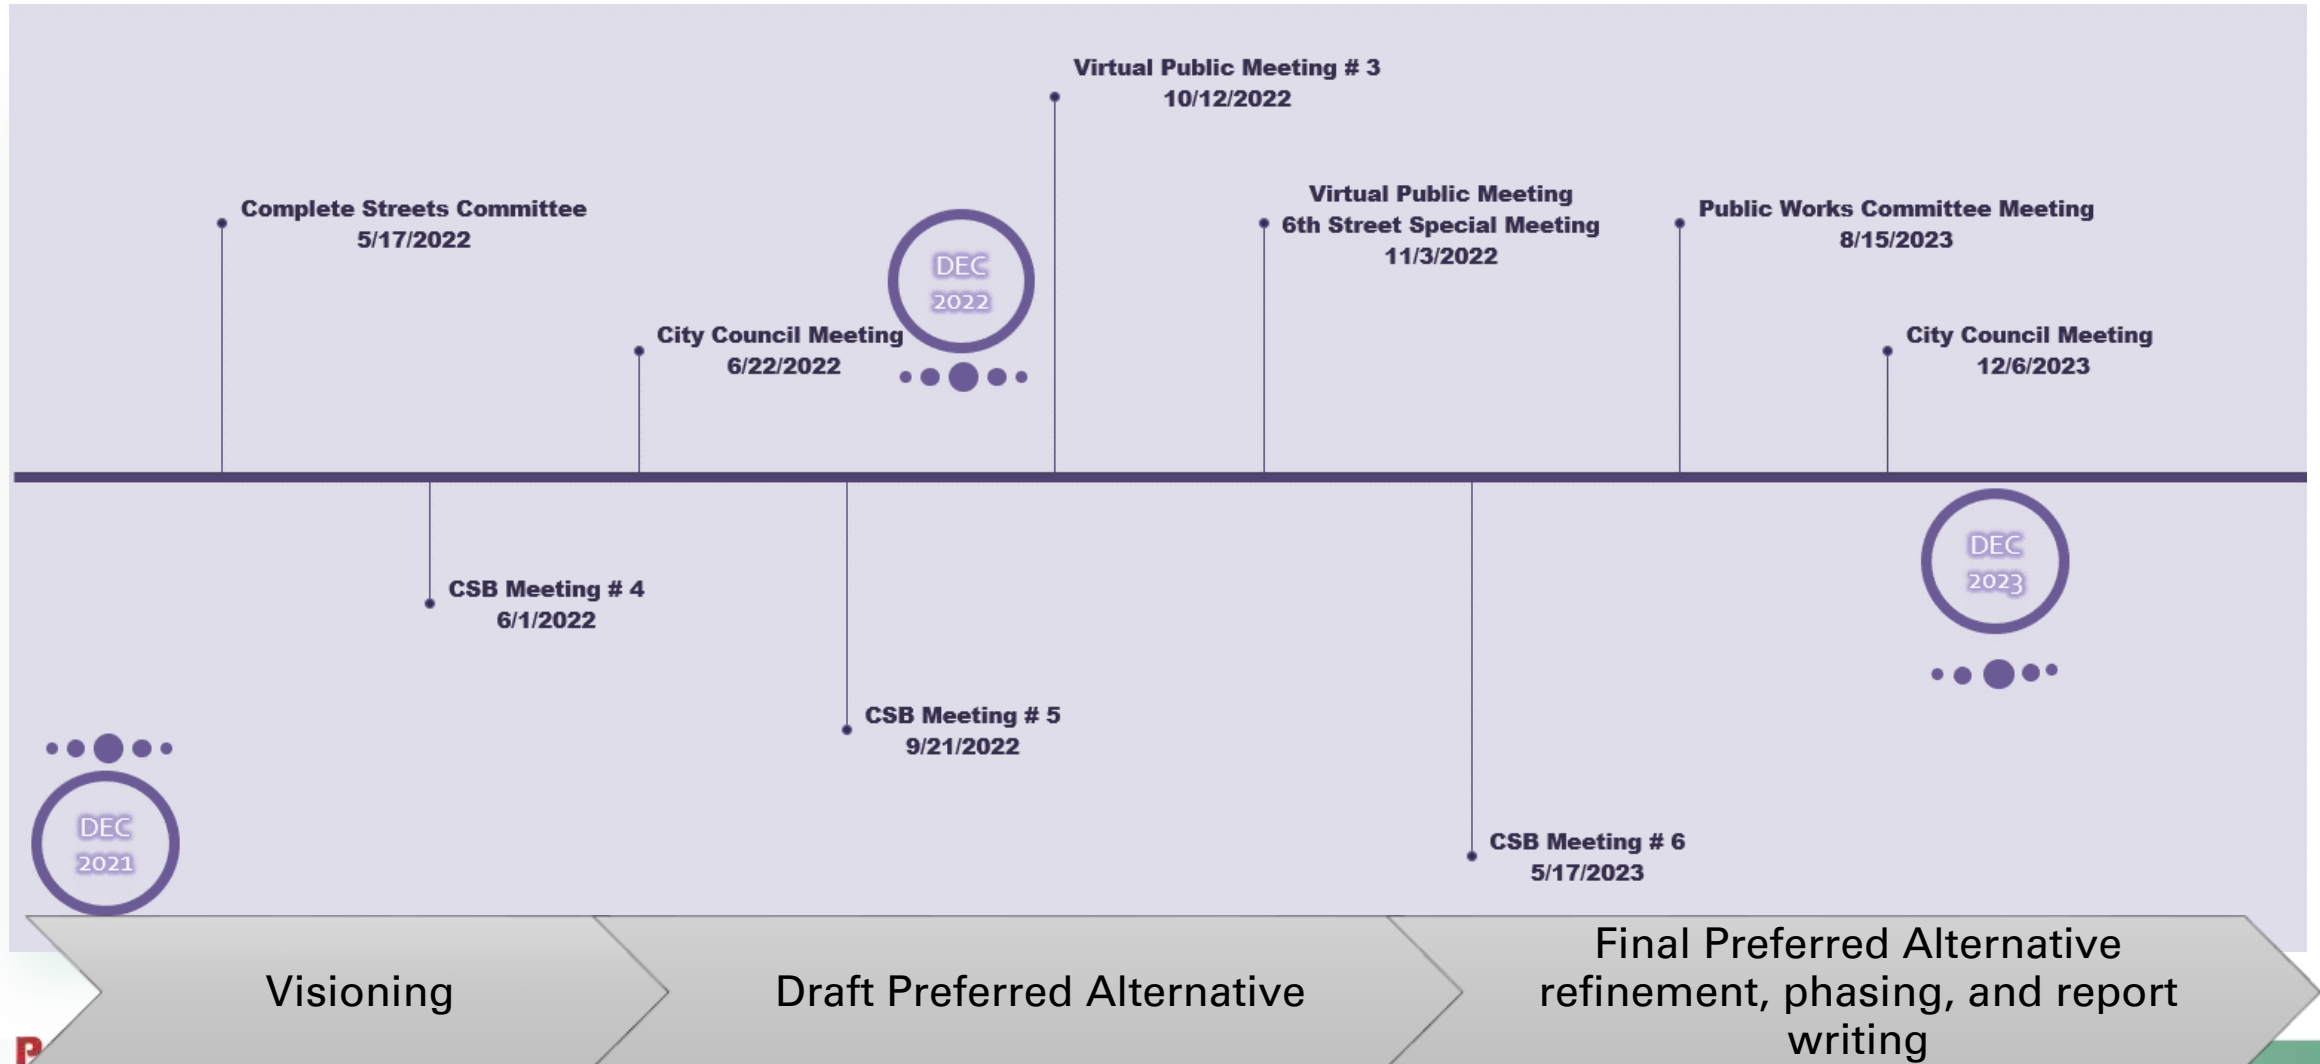 Virtual Public Meeting # 3
10/12/2022
Complete Streets Committee
5/17/2022
Virtual Public Meeting
6th Street Special Meeting
11/3/2022
Public Works Committee Meeting
8/15/2023
DEC
2022
City Council Meeting
6/22/2022
City Council Meeting
12/6/2023
CSB Meeting # 4
6/1/2022
DEC
2023
CSB Meeting # 5
9/21/2022
DEC
2021
CSB Meeting # 6
5/17/2023
Visioning
Draft Preferred Alternative
Final Preferred Alternative
refinement, phasing, and report
writing